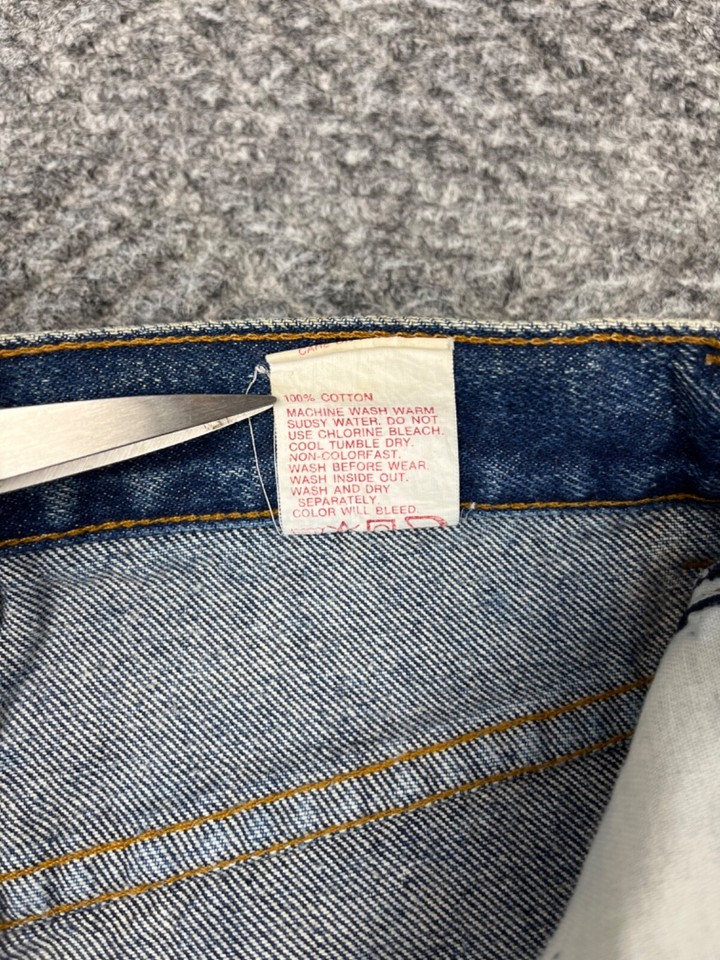 100% COTTON
MACHINE WASH WARM
SUDSY WATER. DO NOT
USE CHLORINE BLEACH.
COOL TUMBLE DRY.
NON-COLORFAST.
WASH BEFORE WEAR.
WASH INSIDE OUT.
WASH AND DRY
SEPARATELY.
COLOR WILL BLEED.